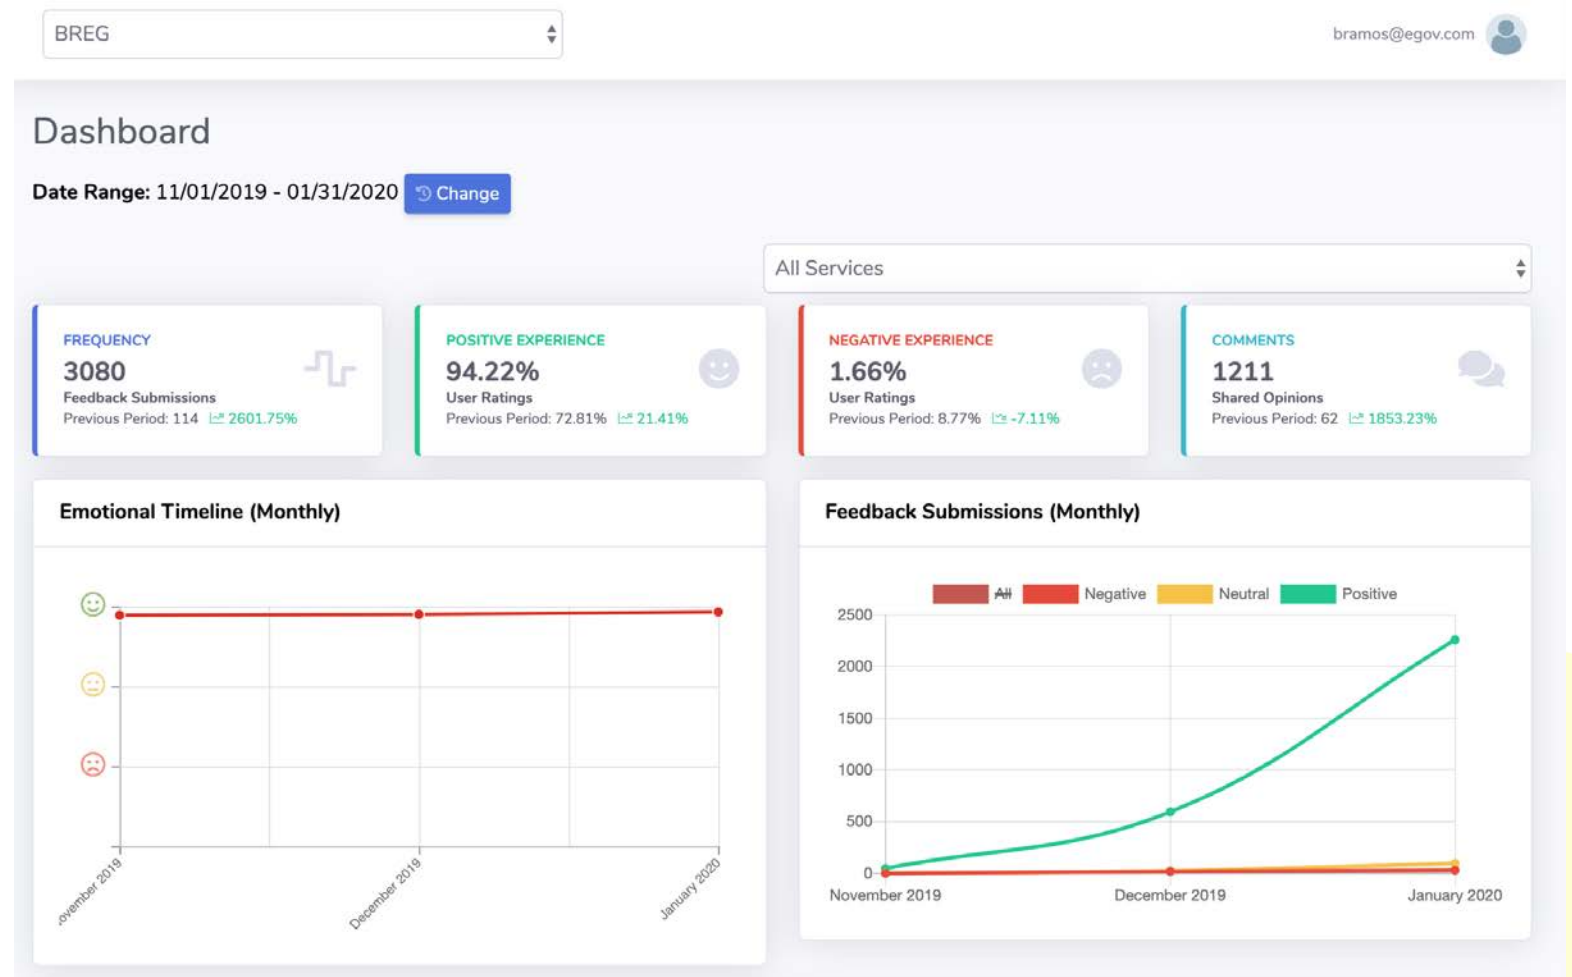 BREG
bramos@egov.com
Dashboard
Date Range: 11/01/2019 - 01/31/2020 Change
All Services
FREQUENCY
3080
Feedback Submissions
Previous Period: 114 2601.75%
POSITIVE EXPERIENCE
94.22%
User Ratings
Previous Period: 72.81% 21.41%
NEGATIVE EXPERIENCE
1.66%
User Ratings
Previous Period: 8.77% -7.11%
COMMENTS
1211
Shared Opinions
Previous Period: 62 1853.23%
Emotional Timeline (Monthly)
ovember 2019
December 2019
January 2020
Feedback Submissions (Monthly)
All Negative Neutral Positive
2500
2000
1500
1000
500
0
November 2019 December 2019 January 2020